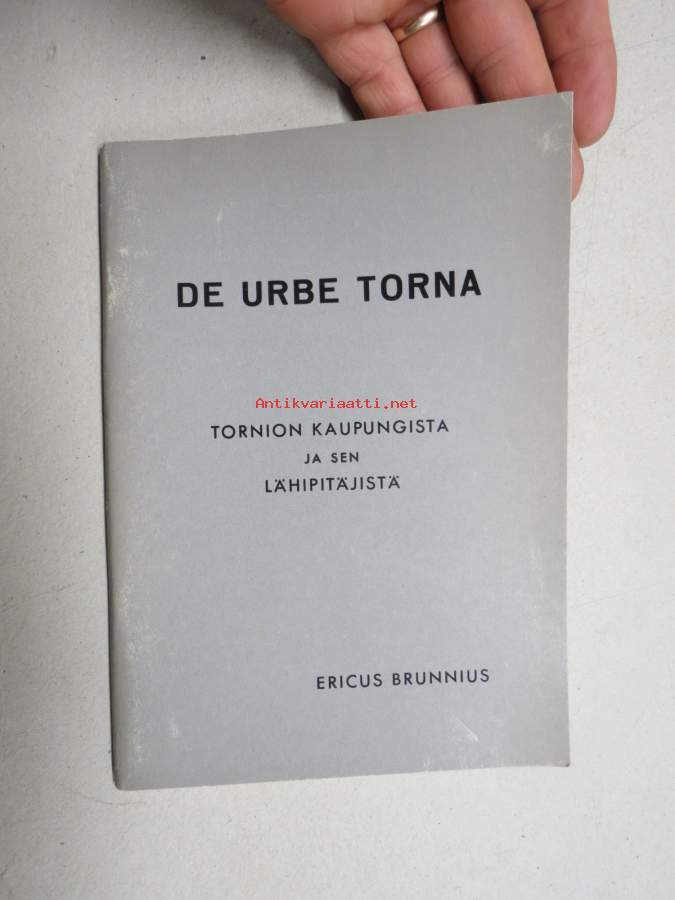 DE URBE TORNA
Antikvariaatti.net
TORNION KAUPUNGISTA
JA SEN
LÄHIPITÄJISTÄ
ERICUS BRUNNIUS